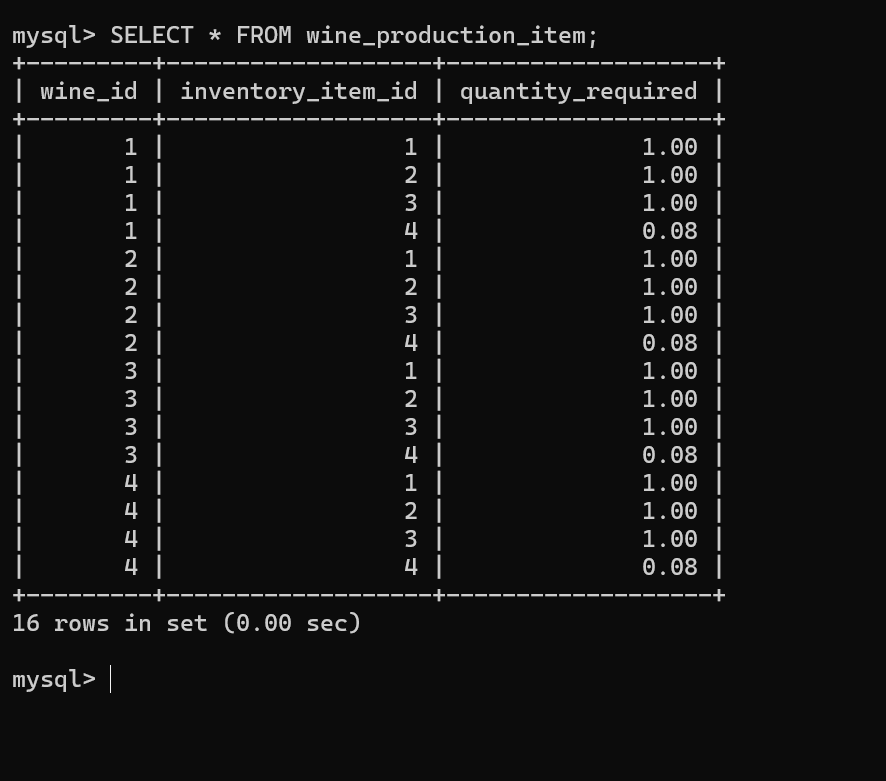 mysql> SELECT * FROM wine_production_item;
+---------+-------------------+-------------------+
| wine_id | inventory_item_id | quantity_required |
+---------+-------------------+-------------------+
|       1 |                 1 |              1.00 |
|       1 |                 2 |              1.00 |
|       1 |                 3 |              1.00 |
|       1 |                 4 |              0.08 |
|       2 |                 1 |              1.00 |
|       2 |                 2 |              1.00 |
|       2 |                 3 |              1.00 |
|       2 |                 4 |              0.08 |
|       3 |                 1 |              1.00 |
|       3 |                 2 |              1.00 |
|       3 |                 3 |              1.00 |
|       3 |                 4 |              0.08 |
|       4 |                 1 |              1.00 |
|       4 |                 2 |              1.00 |
|       4 |                 3 |              1.00 |
|       4 |                 4 |              0.08 |
+---------+-------------------+-------------------+
16 rows in set (0.00 sec)

mysql>